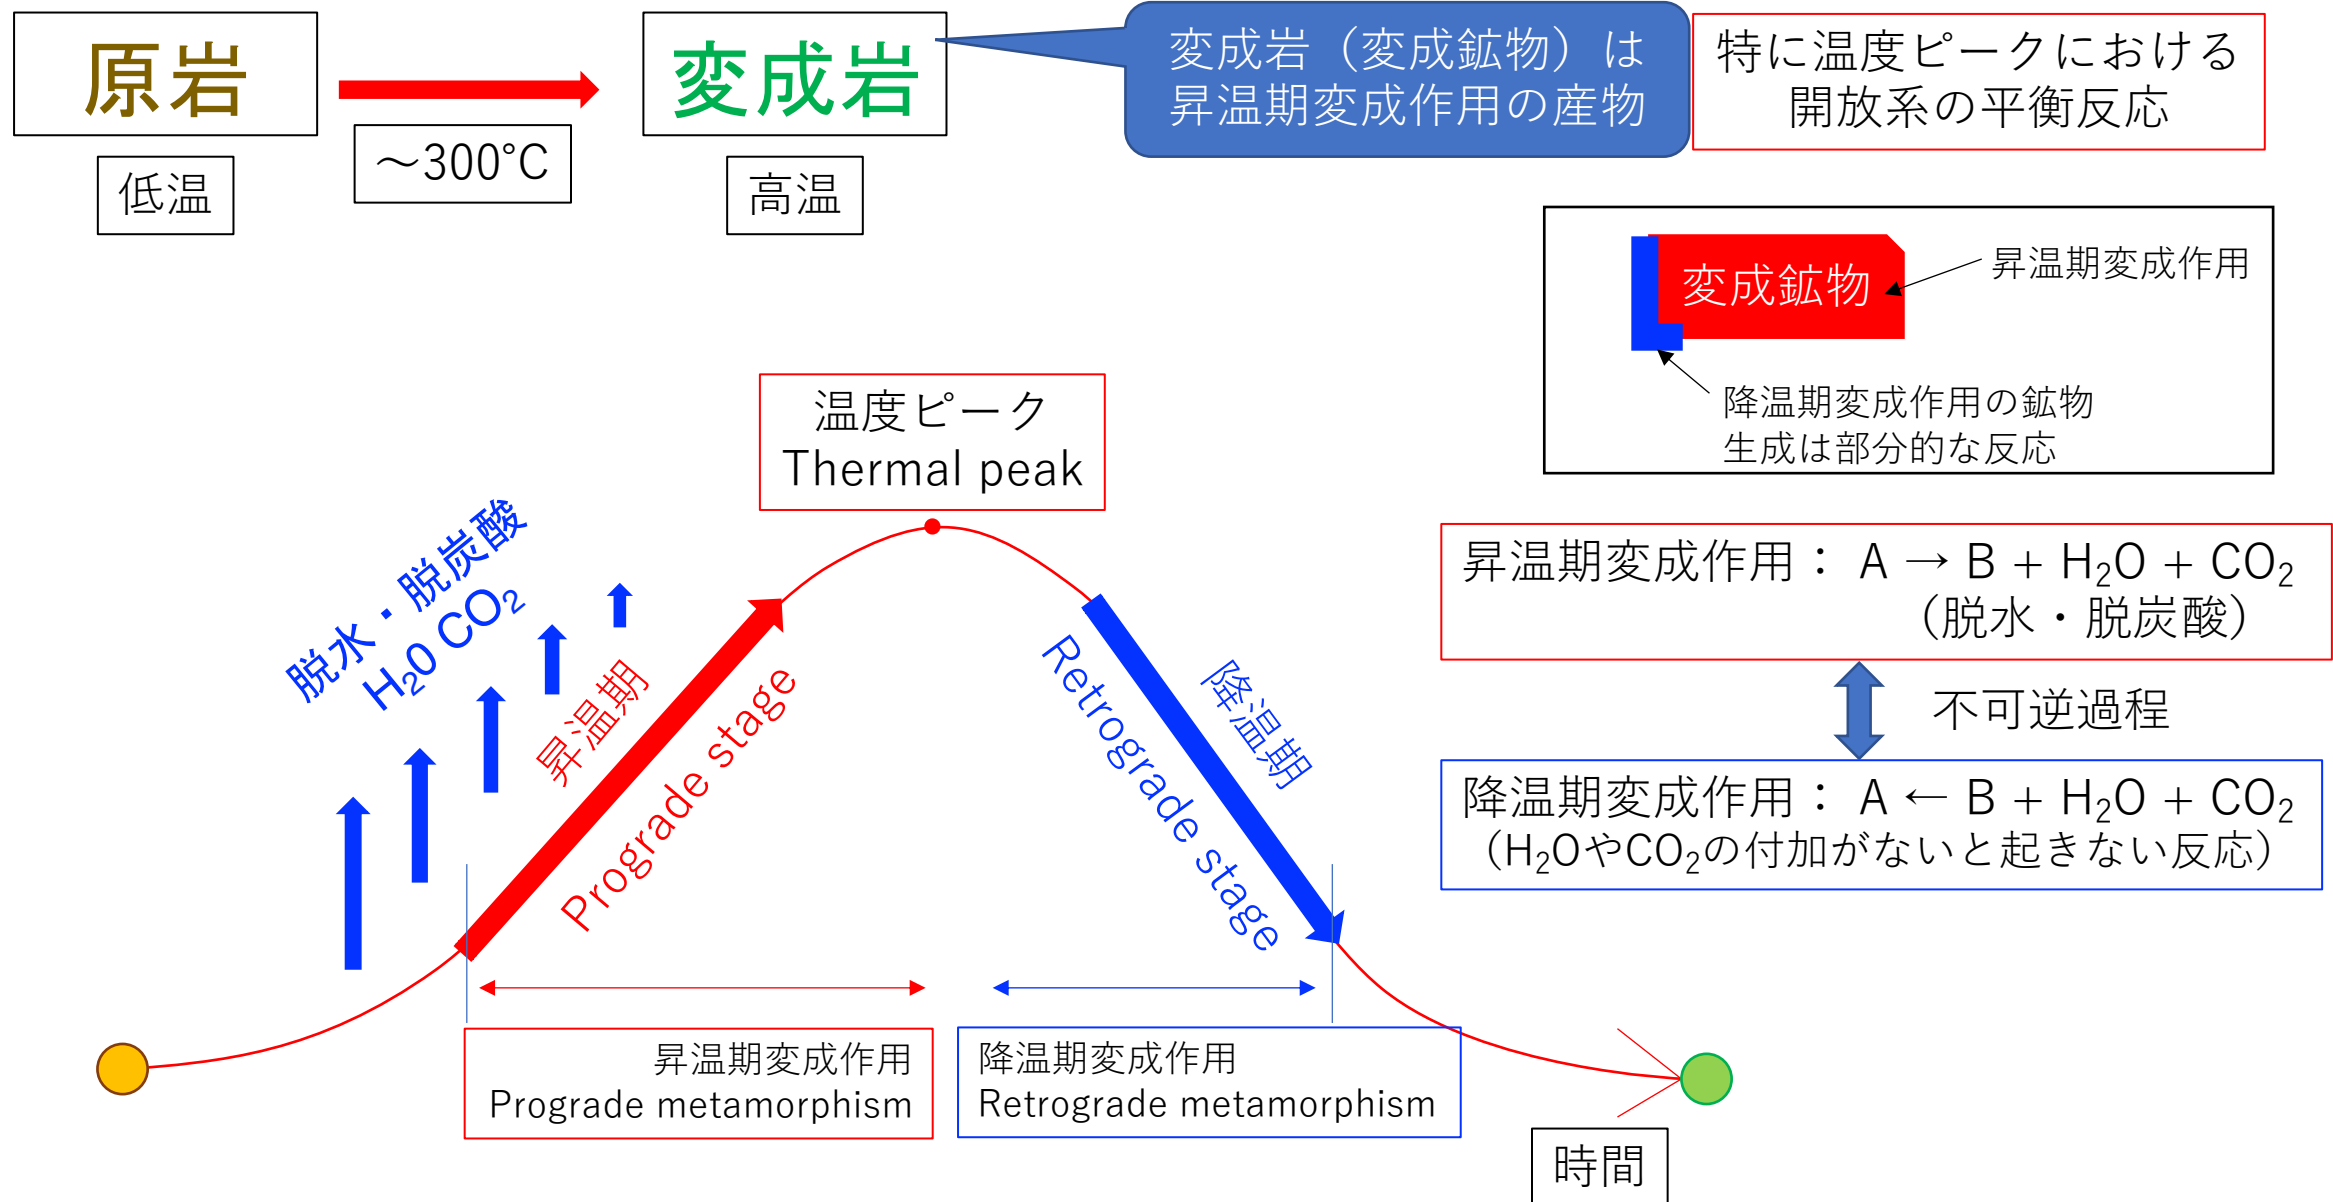 原岩
低温
～300°C
変成岩
高温
変成岩（変成鉱物）は
昇温期変成作用の産物
特に温度ピークにおける
開放系の平衡反応
変成鉱物
昇温期変成作用
降温期変成作用の鉱物
生成は部分的な反応
温度ピーク
Thermal peak
脱水・脱炭酸
H₂0 CO₂
昇温期
Prograde stage
降温期
Retrograde stage
昇温期変成作用： A → B + H₂O + CO₂
（脱水・脱炭酸）
不可逆過程
降温期変成作用： A ← B + H₂O + CO₂
（H₂OやCO₂の付加がないと起きない反応）
昇温期変成作用
Prograde metamorphism
降温期変成作用
Retrograde metamorphism
時間